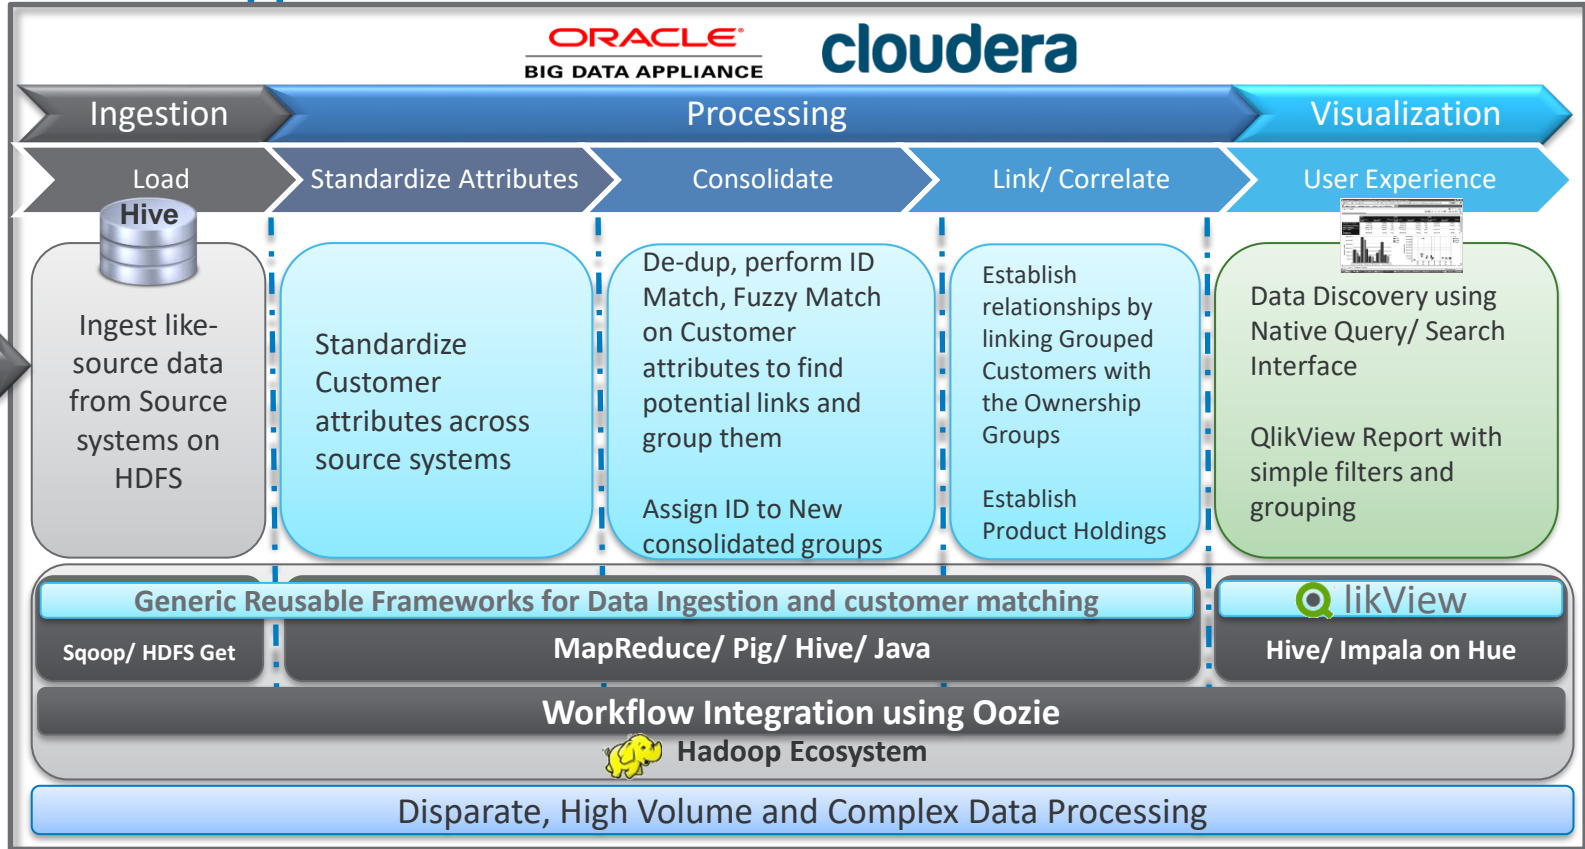 ORACLE
BIG DATA APPLIANCE
cloudera
Ingestion
Processing
Visualization
Load
Standardize Attributes
Consolidate
Link/ Correlate
User Experience
Hive
Ingest like-
source data
from Source
systems on
HDFS
Standardize
Customer
attributes across
source systems
De-dup, perform ID
Match, Fuzzy Match
on Customer
attributes to find
potential links and
group them
Assign ID to New
consolidated groups
Establish
relationships by
linking Grouped
Customers with
the Ownership
Groups
Establish
Product Holdings
Data Discovery using
Native Query/ Search
Interface
QlikView Report with
simple filters and
grouping
Generic Reusable Frameworks for Data Ingestion and customer matching
QlikView
Sqoop/ HDFS Get
MapReduce/ Pig/ Hive/ Java
Hive/ Impala on Hue
Workflow Integration using Oozie
Hadoop Ecosystem
Disparate, High Volume and Complex Data Processing